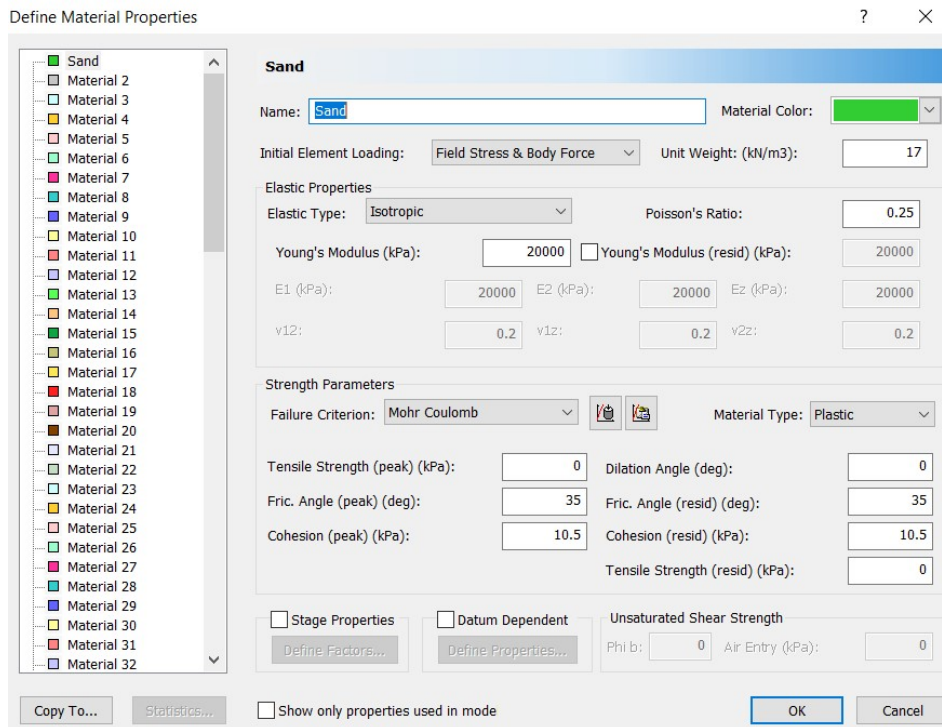 Define Material Properties
?
Sand
Material 2
Material 3
Material 4
Material 5
Material 6
Material 7
Material 8
Material 9
Material 10
Material 11
Material 12
Material 13
Material 14
Material 15
Material 16
Material 17
Material 18
Material 19
Material 20
Material 21
Material 22
Material 23
Material 24
Material 25
Material 26
Material 27
Material 28
Material 29
Material 30
Material 31
Material 32
Copy To...
Statistics...
Sand
Name: Sand Material Color:
Initial Element Loading: Field Stress & Body Force Unit Weight: (kN/m3): 17
Elastic Properties
Elastic Type: Isotropic Poisson's Ratio: 0.25
Young's Modulus (kPa): 20000 Young's Modulus (resid) (kPa): 20000
E1 (kPa): 20000 E2 (kPa): 20000 Ez (kPa): 20000
v12: 0.2 v1z: 0.2 v2z: 0.2
Strength Parameters
Failure Criterion: Mohr Coulomb Material Type: Plastic
Tensile Strength (peak) (kPa): 0 Dilation Angle (deg): 0
Fric. Angle (peak) (deg): 35 Fric. Angle (resid) (deg): 35
Cohesion (peak) (kPa): 10.5 Cohesion (resid) (kPa): 10.5
Tensile Strength (resid) (kPa): 0
Stage Properties
Define Factors...
Datum Dependent
Define Properties...
Unsaturated Shear Strength
Phi b: 0 Air Entry (kPa): 0
Show only properties used in mode
OK
Cancel